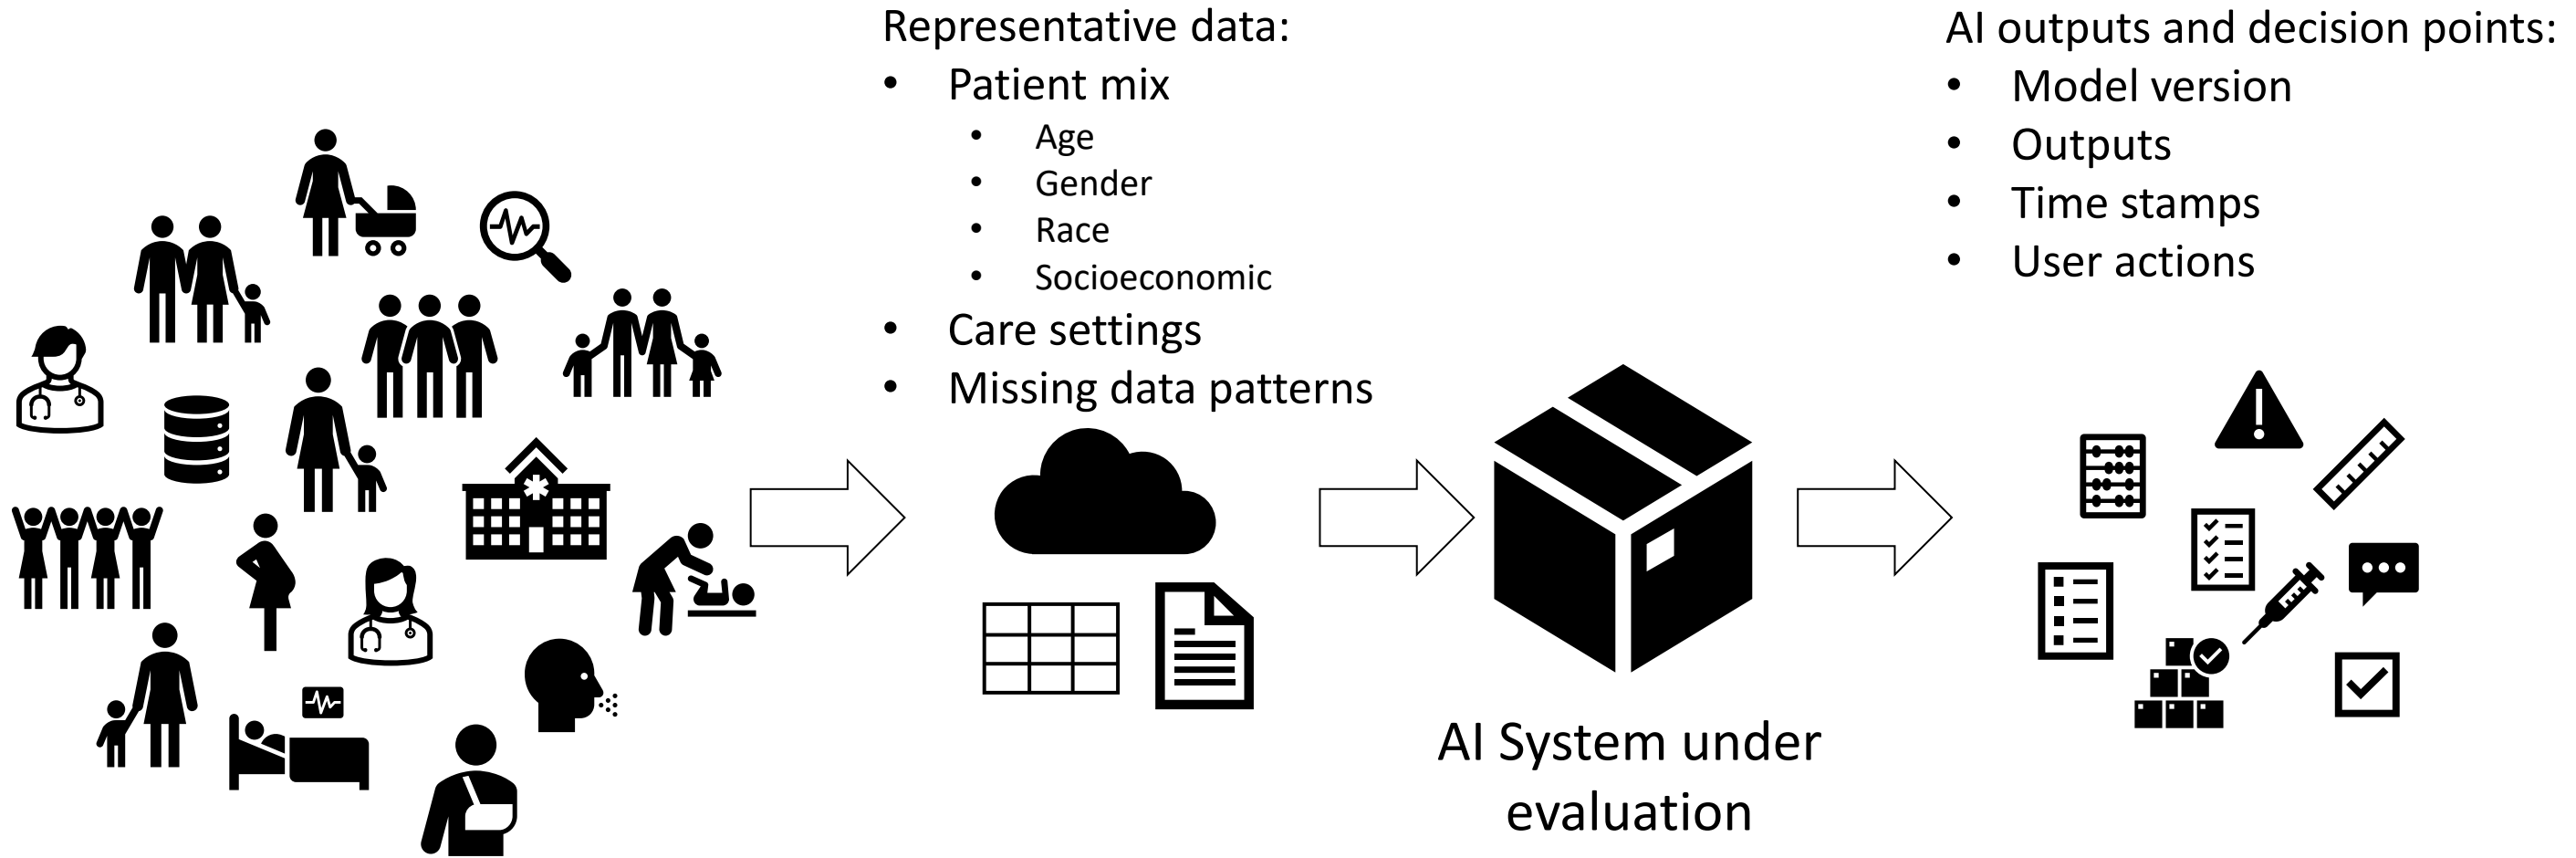 Representative data:
• Patient mix
• Age
• Gender
• Race
• Socioeconomic
• Care settings
• Missing data patterns
AI System under
evaluation
AI outputs and decision points:
• Model version
• Outputs
• Time stamps
• User actions